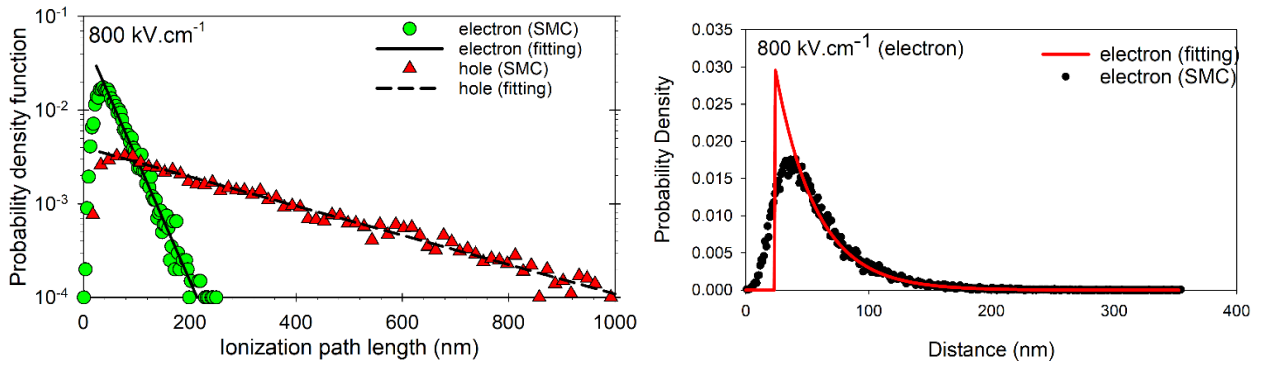 800 kV.cm⁻¹
electron (SMC)
electron (fitting)
hole (SMC)
hole (fitting)
Probability density function
10⁻¹
10⁻²
10⁻³
10⁻⁴
0 200 400 600 800 1000
Ionization path length (nm)
800 kV.cm⁻¹ (electron)
electron (fitting)
electron (SMC)
Probability Density
0.035
0.030
0.025
0.020
0.015
0.010
0.005
0.000
0 100 200 300 400
Distance (nm)